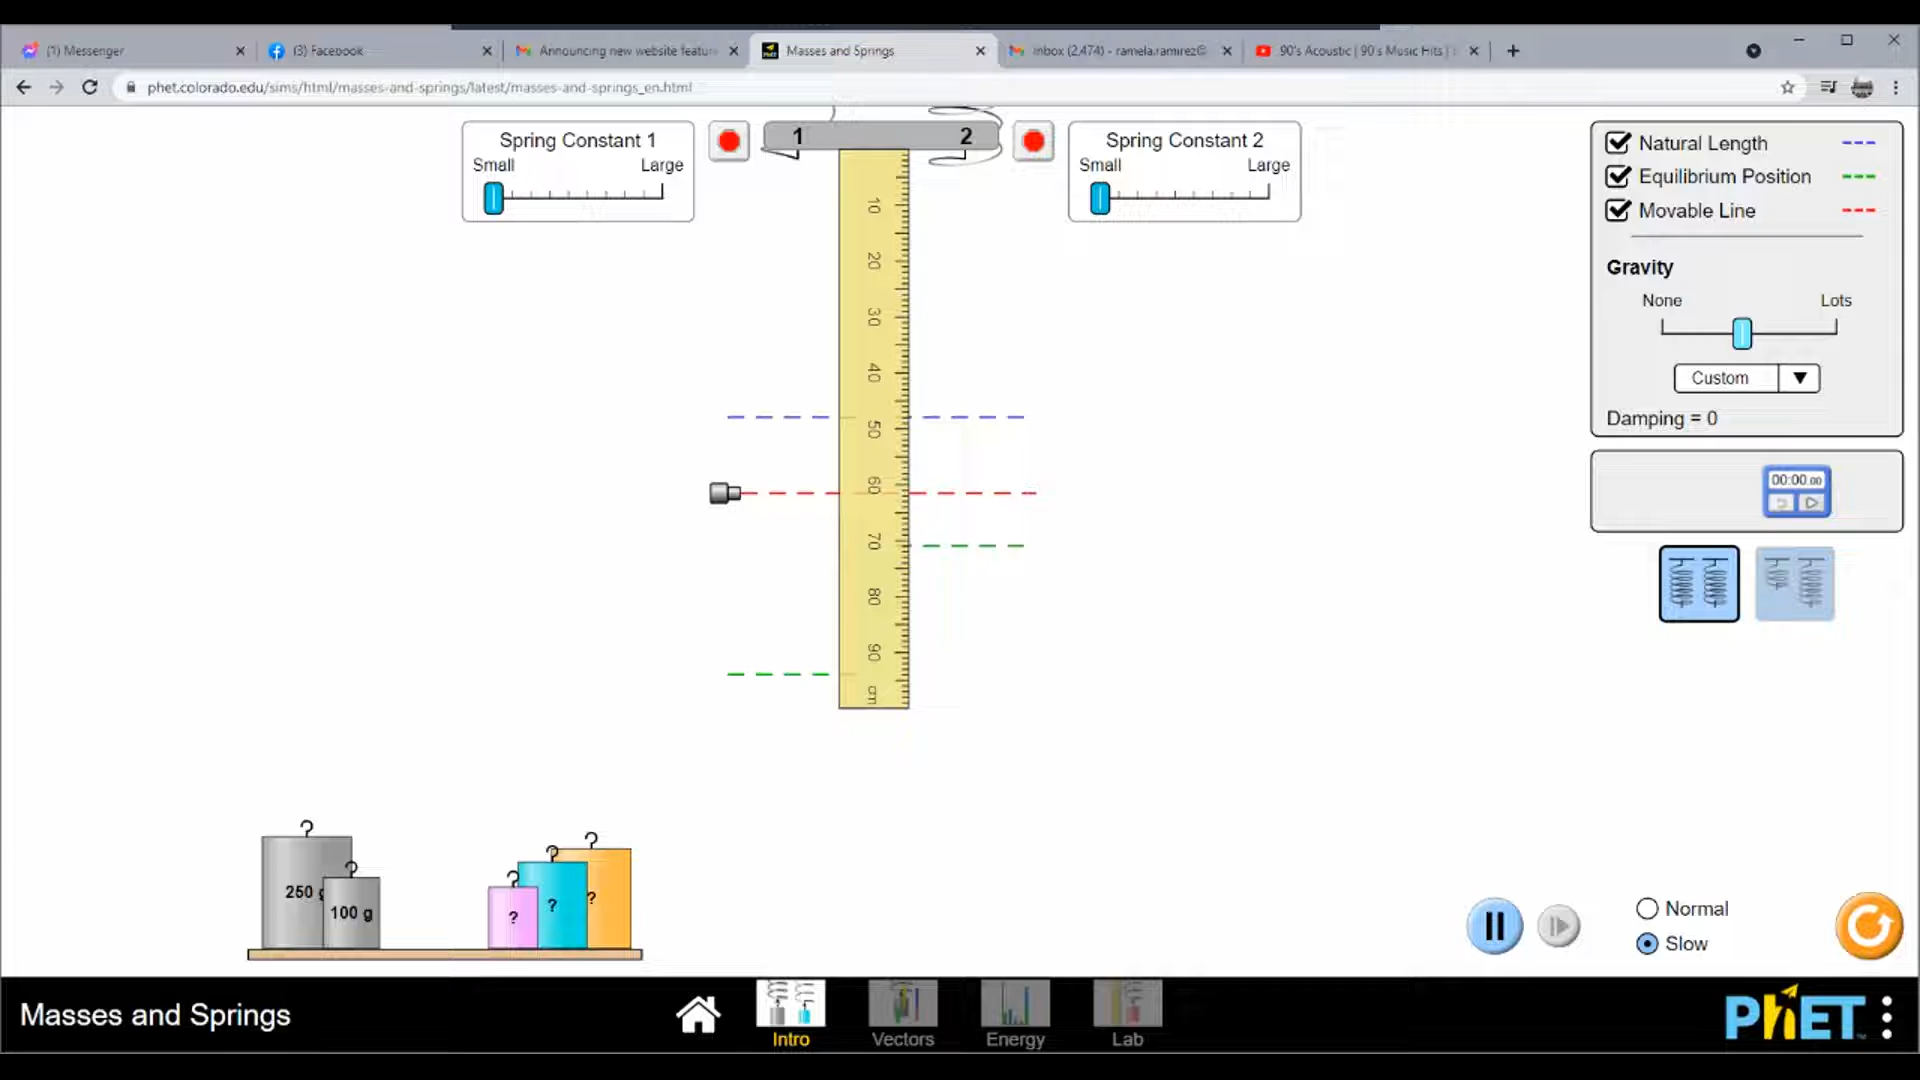 (1) Messenger
(3) Facebook
Announcing new website featur
Masses and Springs
Inbox (2,474) - ramela.ramirez@
90's Acoustic | 90's Music Hits |
phet.colorado.edu/sims/html/masses-and-springs/latest/masses-and-springs_en.html
Spring Constant 1
Small Large
1 2
Spring Constant 2
Small Large
Natural Length
Equilibrium Position
Movable Line
Gravity
None Lots
Custom
Damping = 0
00:00.00
10
20
30
40
50
60
70
80
90
cm
250 g
100 g
?
?
?
Normal
Slow
Masses and Springs
Intro
Vectors
Energy
Lab
PhET